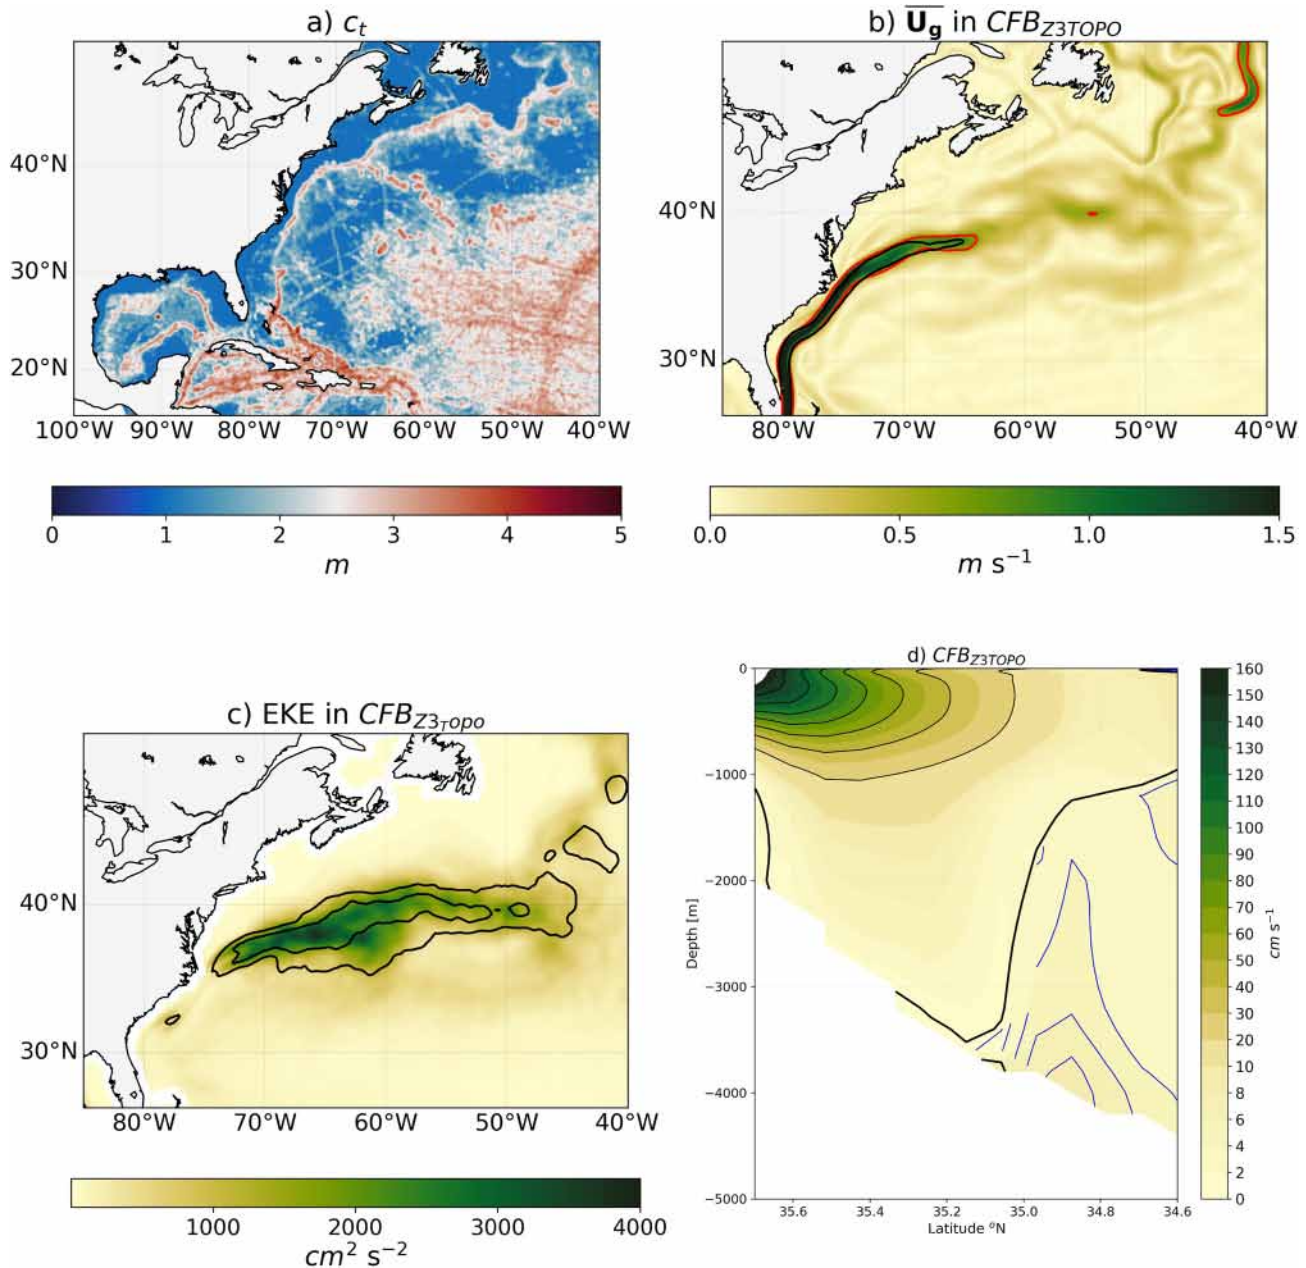 a) c_t
40°N
30°N
20°N
100°W 90°W 80°W 70°W 60°W 50°W 40°W
0 1 2 3 4 5
m
b) U_g in CFB_Z3TOPO
40°N
30°N
80°W 70°W 60°W 50°W 40°W
0.0 0.5 1.0 1.5
m s⁻¹
c) EKE in CFB_Z3_TOPO
40°N
30°N
80°W 70°W 60°W 50°W 40°W
1000 2000 3000 4000
cm² s⁻²
d) CFB_Z3TOPO
0
−1000
−2000
−3000
−4000
−5000
Depth [m]
35.6 35.4 35.2 35.0 34.8 34.6
Latitude °N
160
150
140
130
120
110
100
90
80
70
60
50
40
30
20
10
8
6
4
2
0
cm s⁻¹